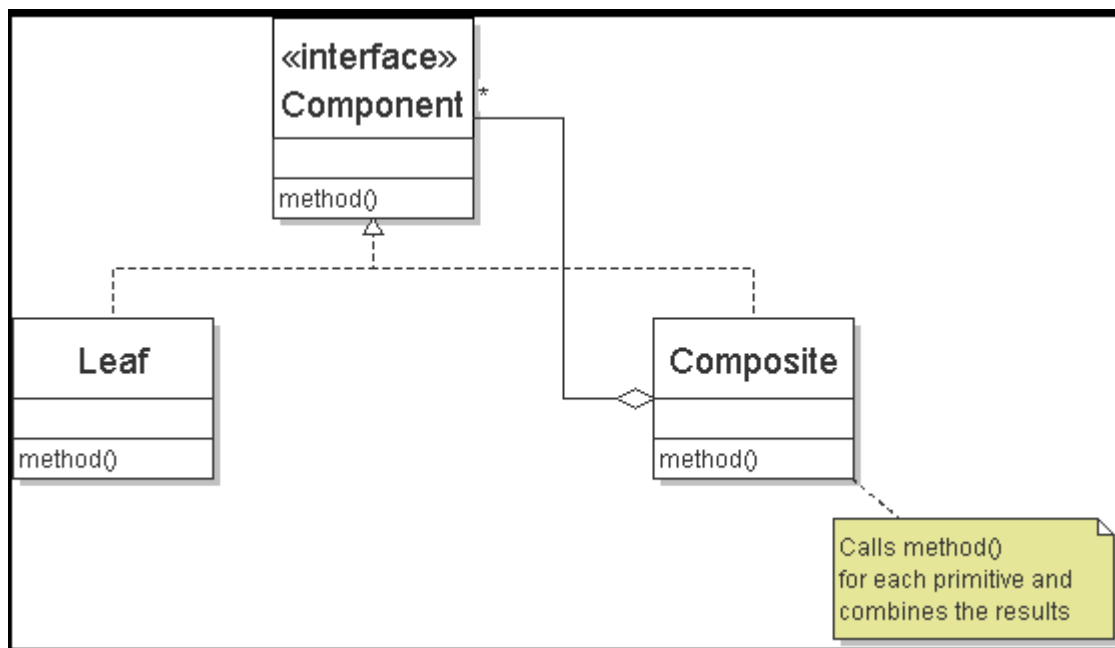 «interface»
Component
*
method()
Leaf
method()
Composite
method()
Calls method()
for each primitive and
combines the results